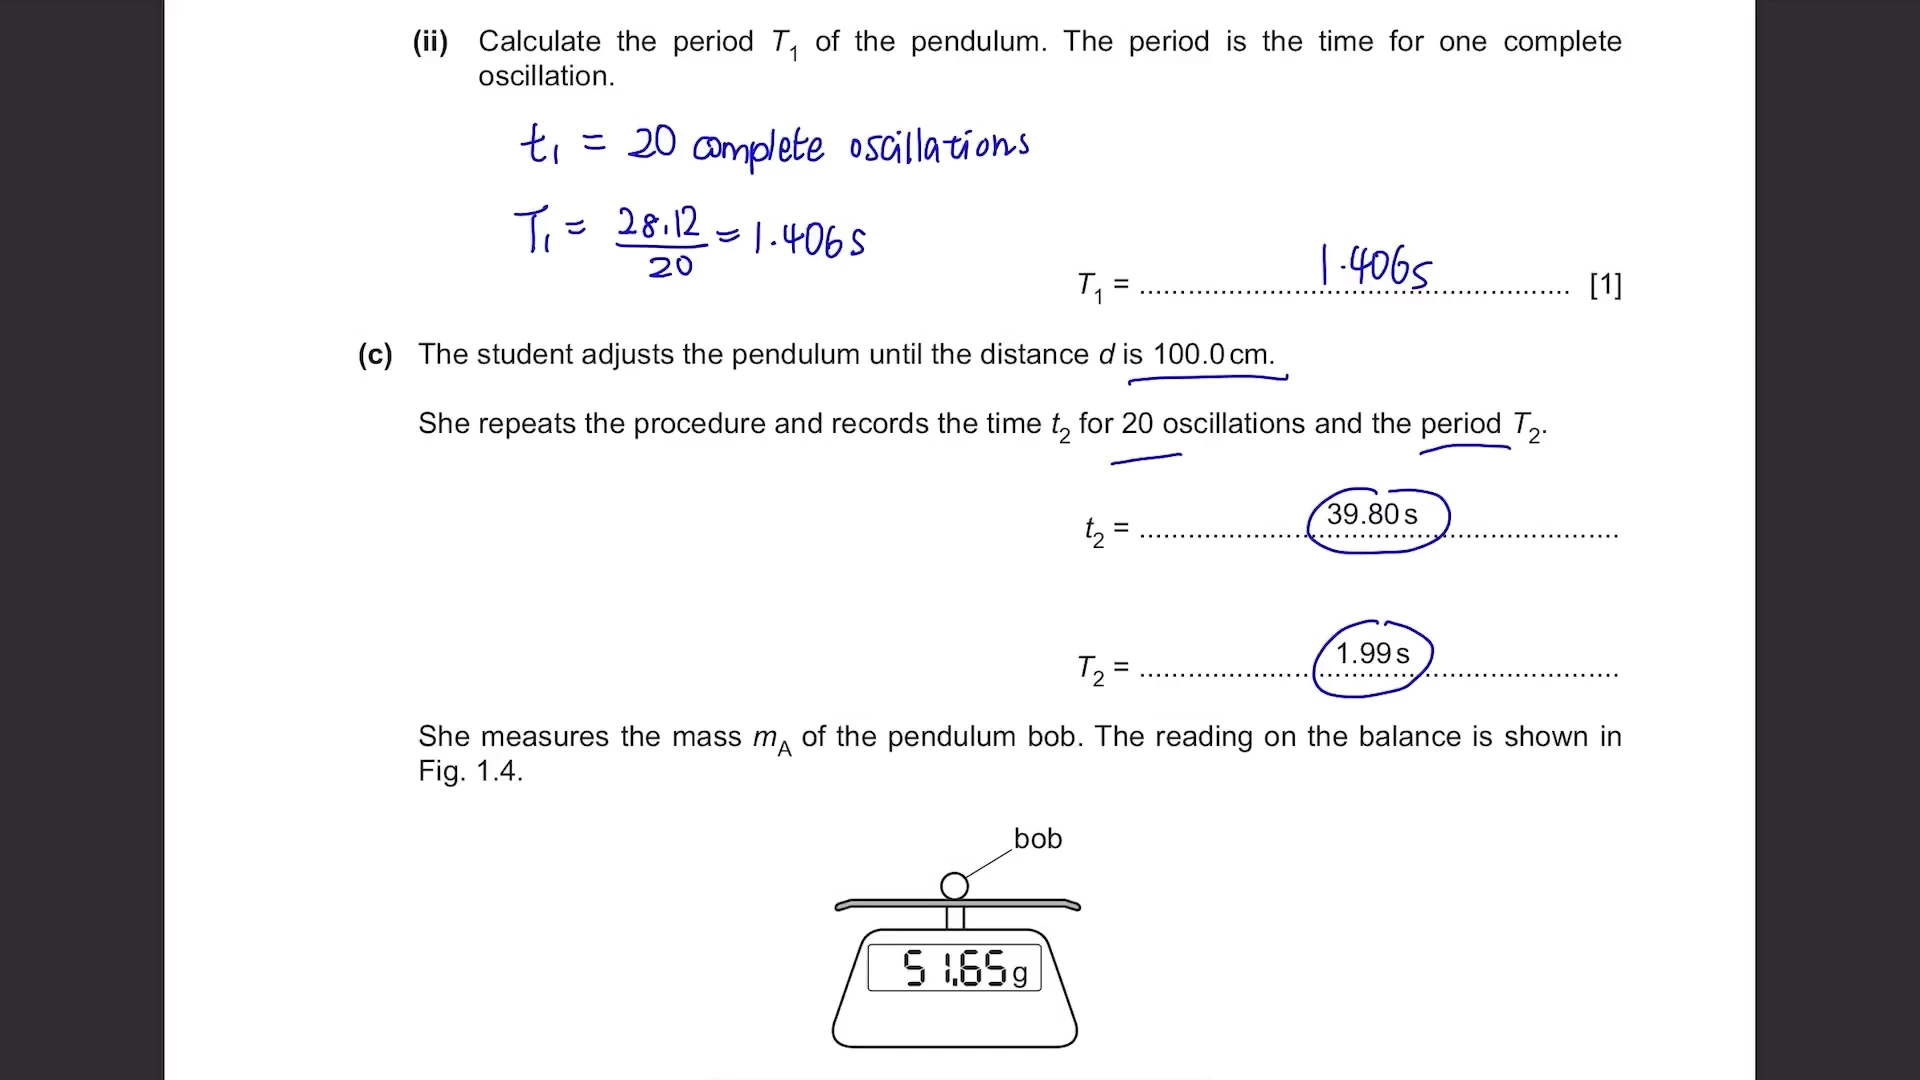 (ii) Calculate the period T1 of the pendulum. The period is the time for one complete
oscillation.
t1 = 20 complete oscillations
T1 = 28.12/20 = 1.406s
T1 = 1.406s [1]
(c) The student adjusts the pendulum until the distance d is 100.0 cm.
She repeats the procedure and records the time t2 for 20 oscillations and the period T2.
t2 = 39.80 s
T2 = 1.99 s
She measures the mass mA of the pendulum bob. The reading on the balance is shown in
Fig. 1.4.
bob
51.65 g